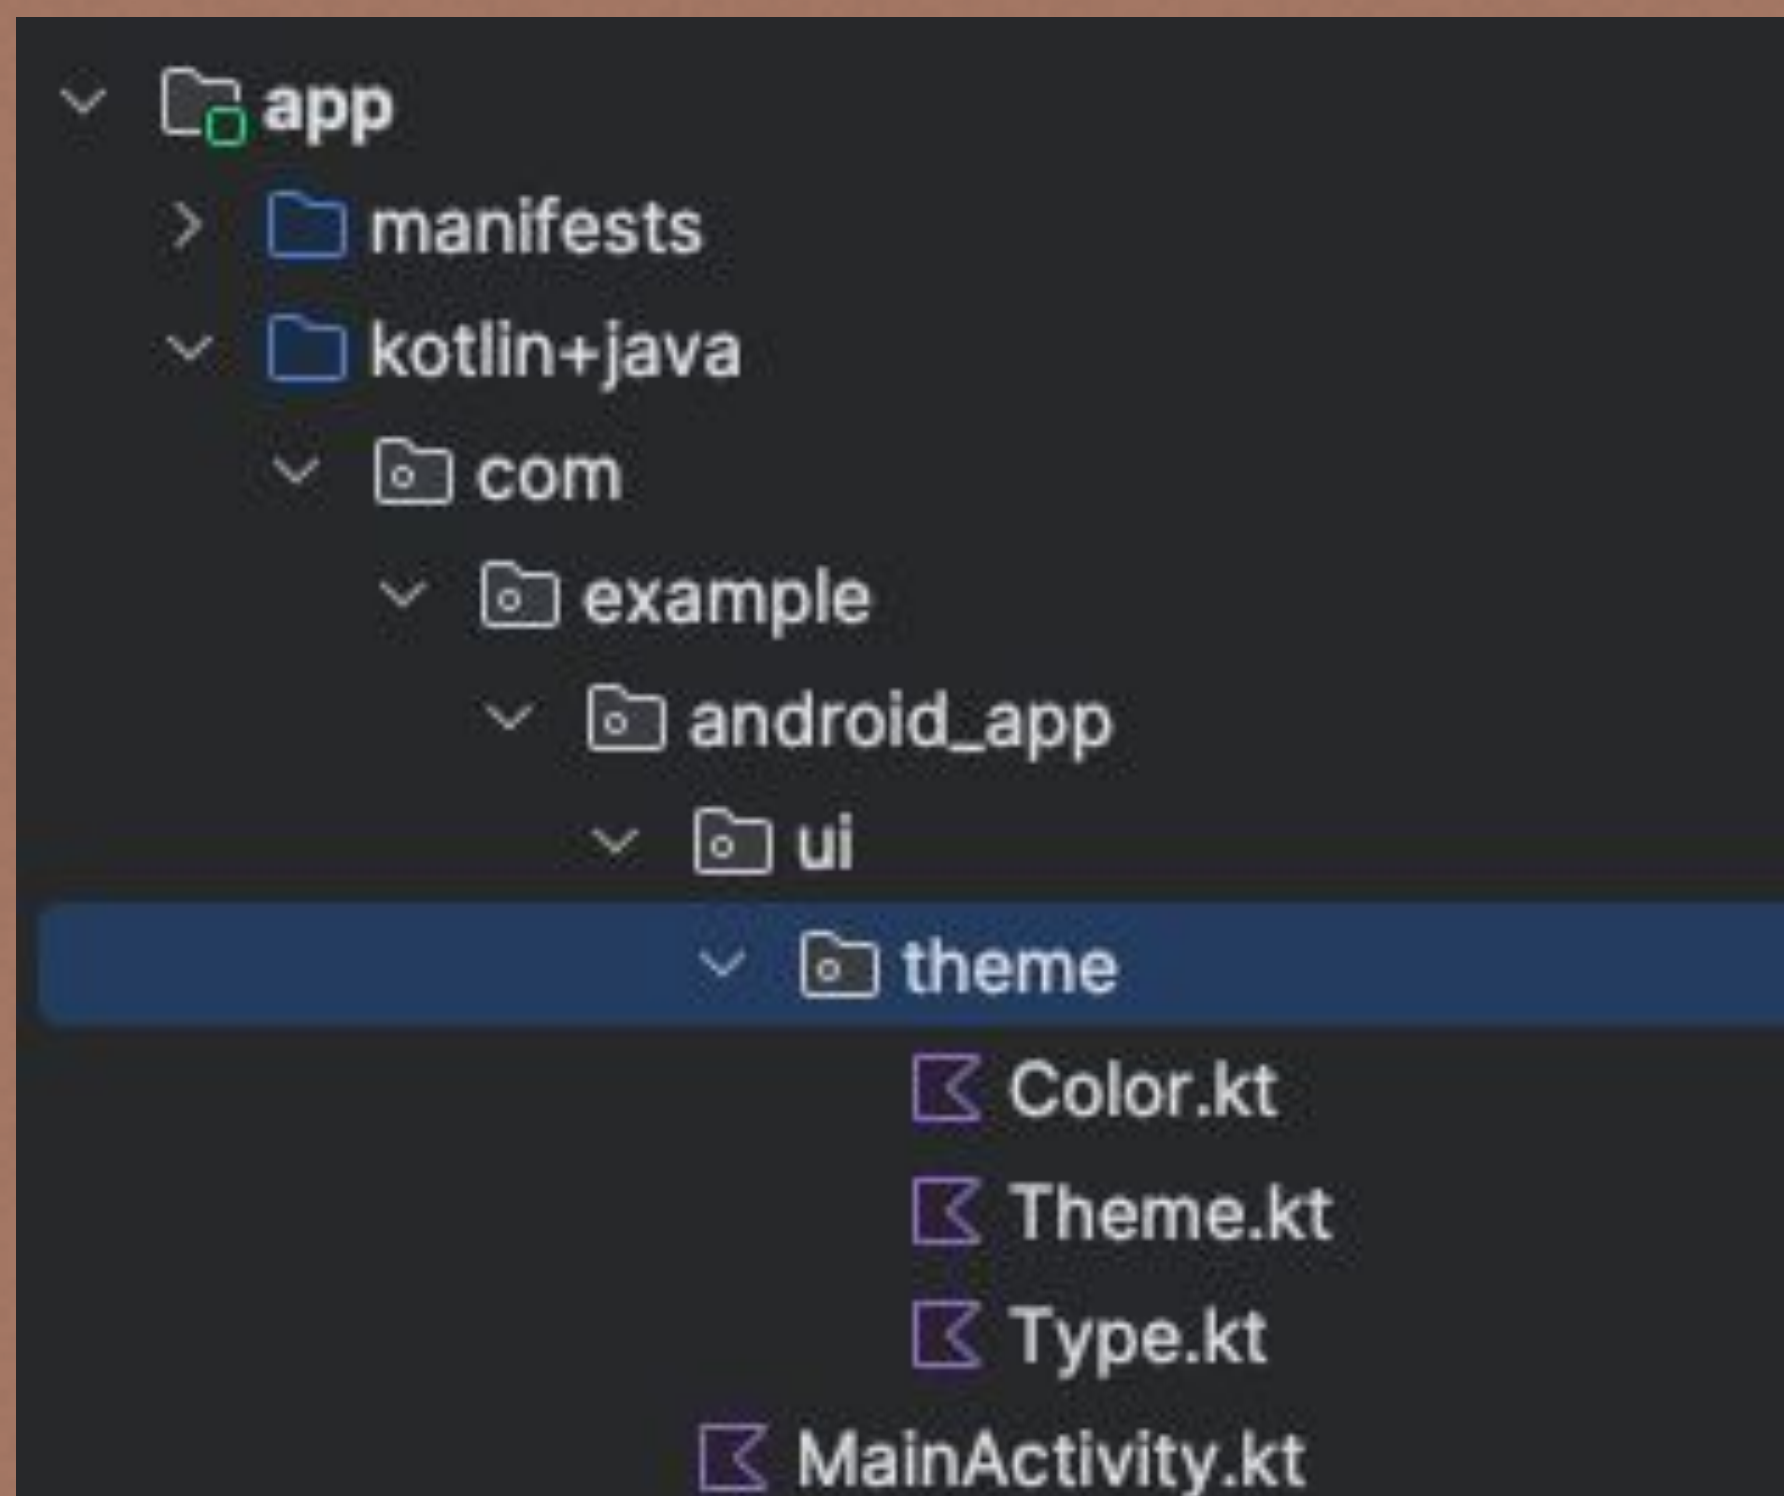 app
manifests
kotlin+java
com
example
android_app
ui
theme
Color.kt
Theme.kt
Type.kt
MainActivity.kt